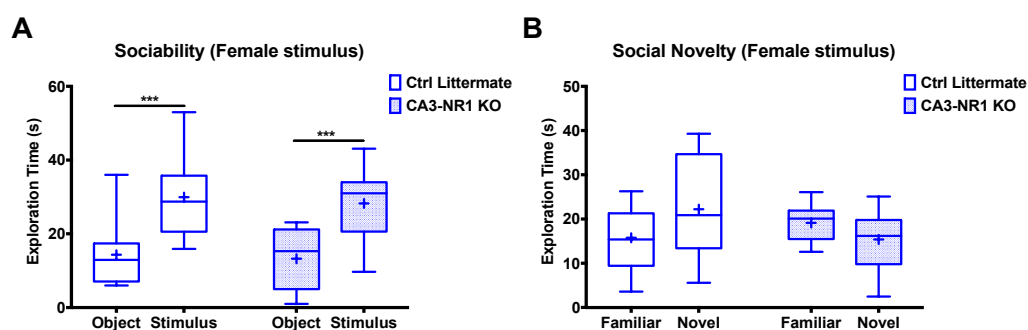 A
Sociability (Female stimulus)
Ctrl Littermate
CA3-NR1 KO
Exploration Time (s)
60
40
20
0
***
***
Object Stimulus Object Stimulus
B
Social Novelty (Female stimulus)
Ctrl Littermate
CA3-NR1 KO
Exploration Time (s)
50
40
30
20
10
0
Familiar Novel Familiar Novel